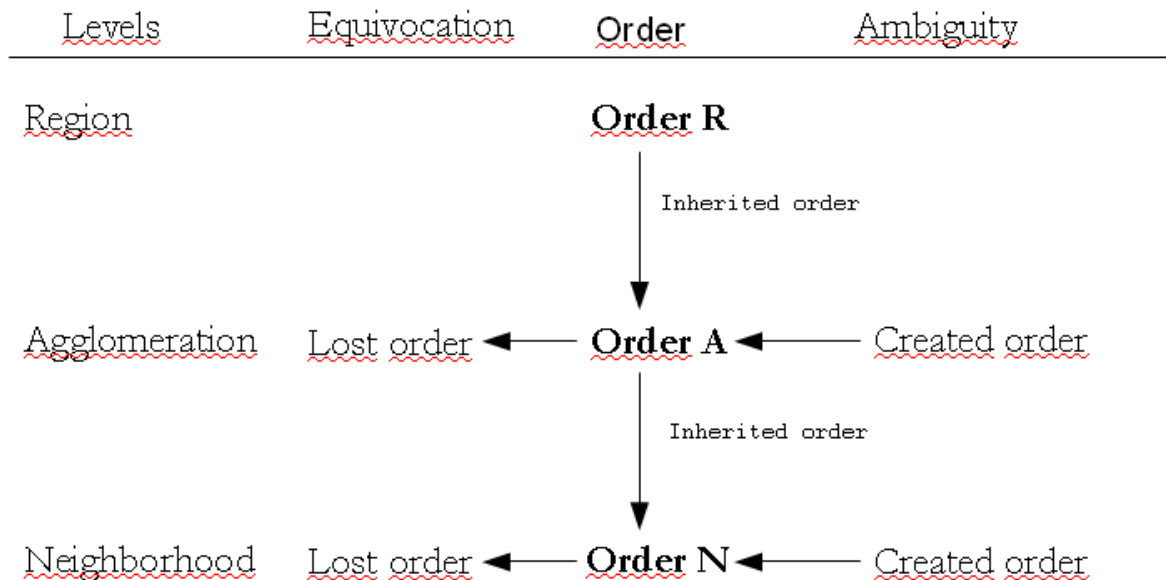 Levels Equivocation Order Ambiguity
Region Order R
Inherited order
Agglomeration Lost order Order A Created order
Inherited order
Neighborhood Lost order Order N Created order